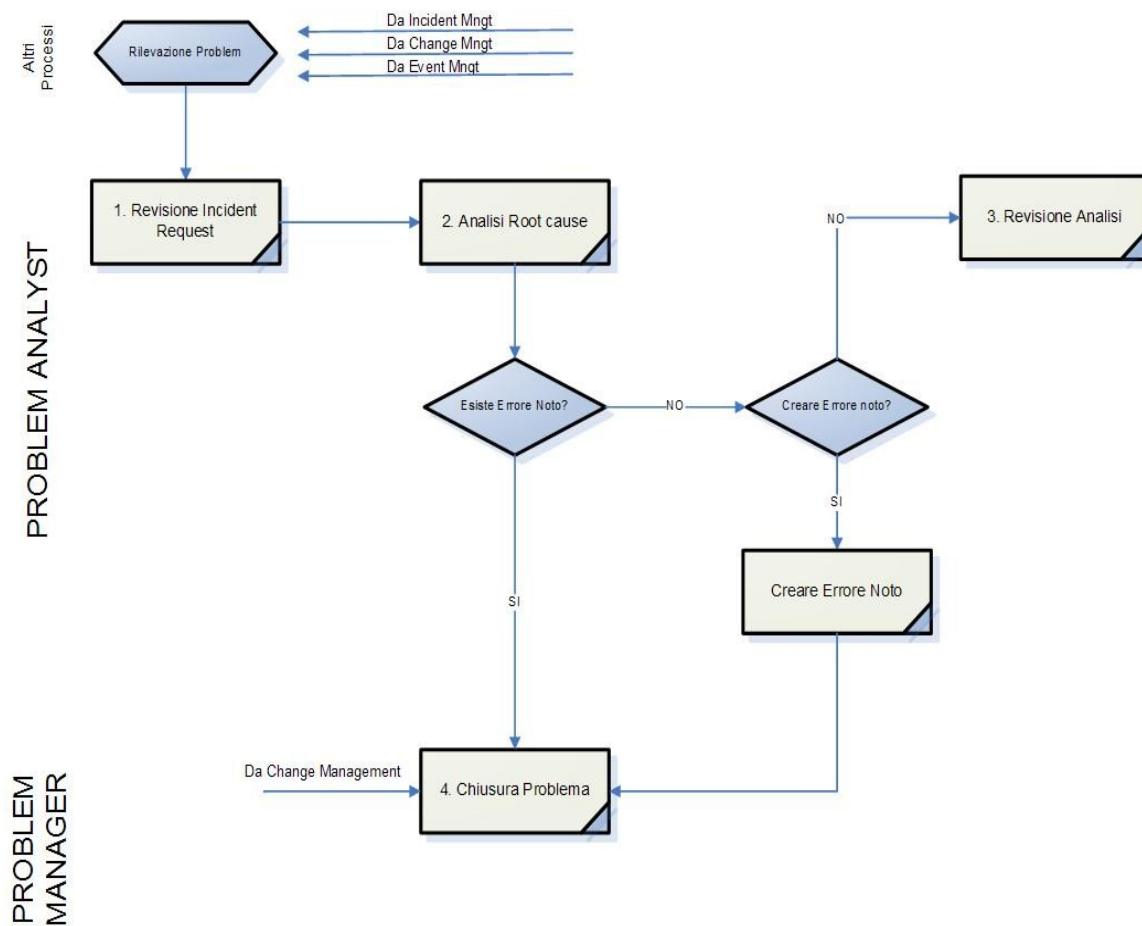 Altri
Processi
Rilevazione Problem
Da Incident Mngt
Da Change Mngt
Da Event Mngt
PROBLEM ANALYST
1. Revisione Incident
Request
2. Analisi Root cause
NO
3. Revisione Analisi
Esiste Errore Noto?
NO
Creare Errore noto?
SI
SI
Creare Errore Noto
PROBLEM
MANAGER
Da Change Management
4. Chiusura Problema